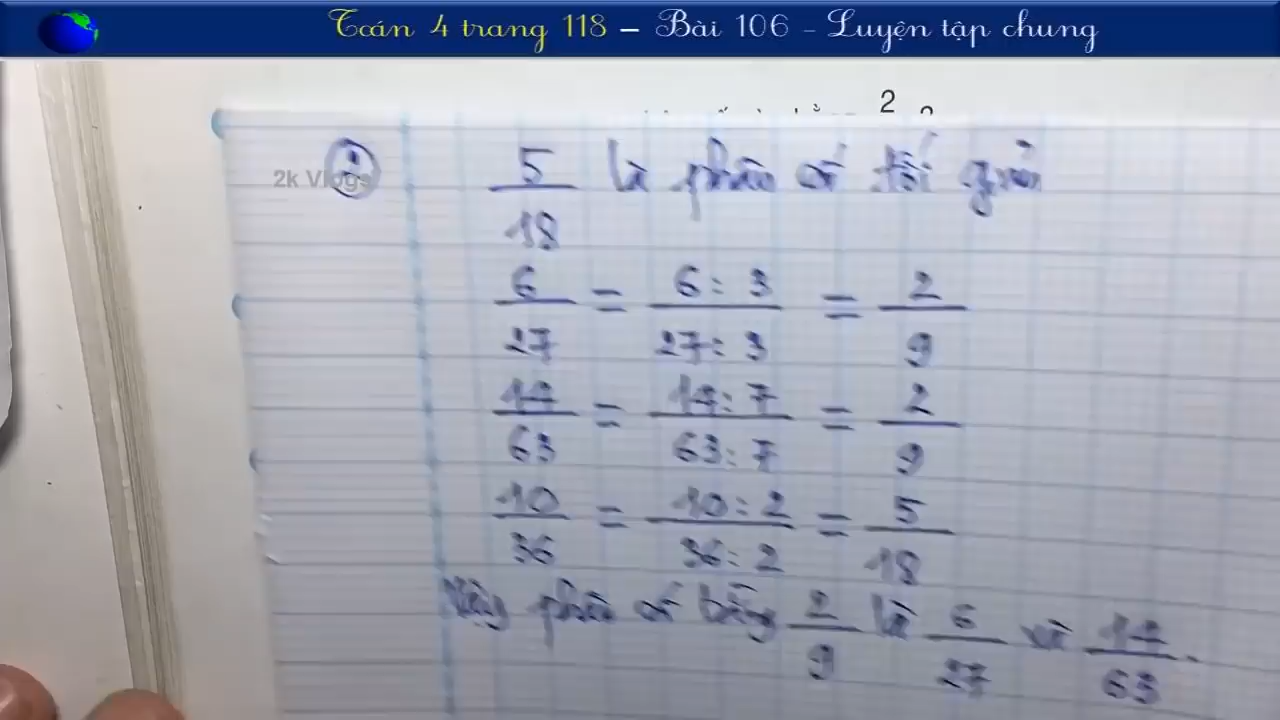 Toán 4 trang 118 – Bài 106 – Luyện tập chung
2
2k Vlogs
5/18 là phân số tối giản
6/27 = 6:3/27:3 = 2/9
14/63 = 14:7/63:7 = 2/9
10/36 = 10:2/36:2 = 5/18
Vậy phân số bằng 2/9 là 6/27 và 14/63.